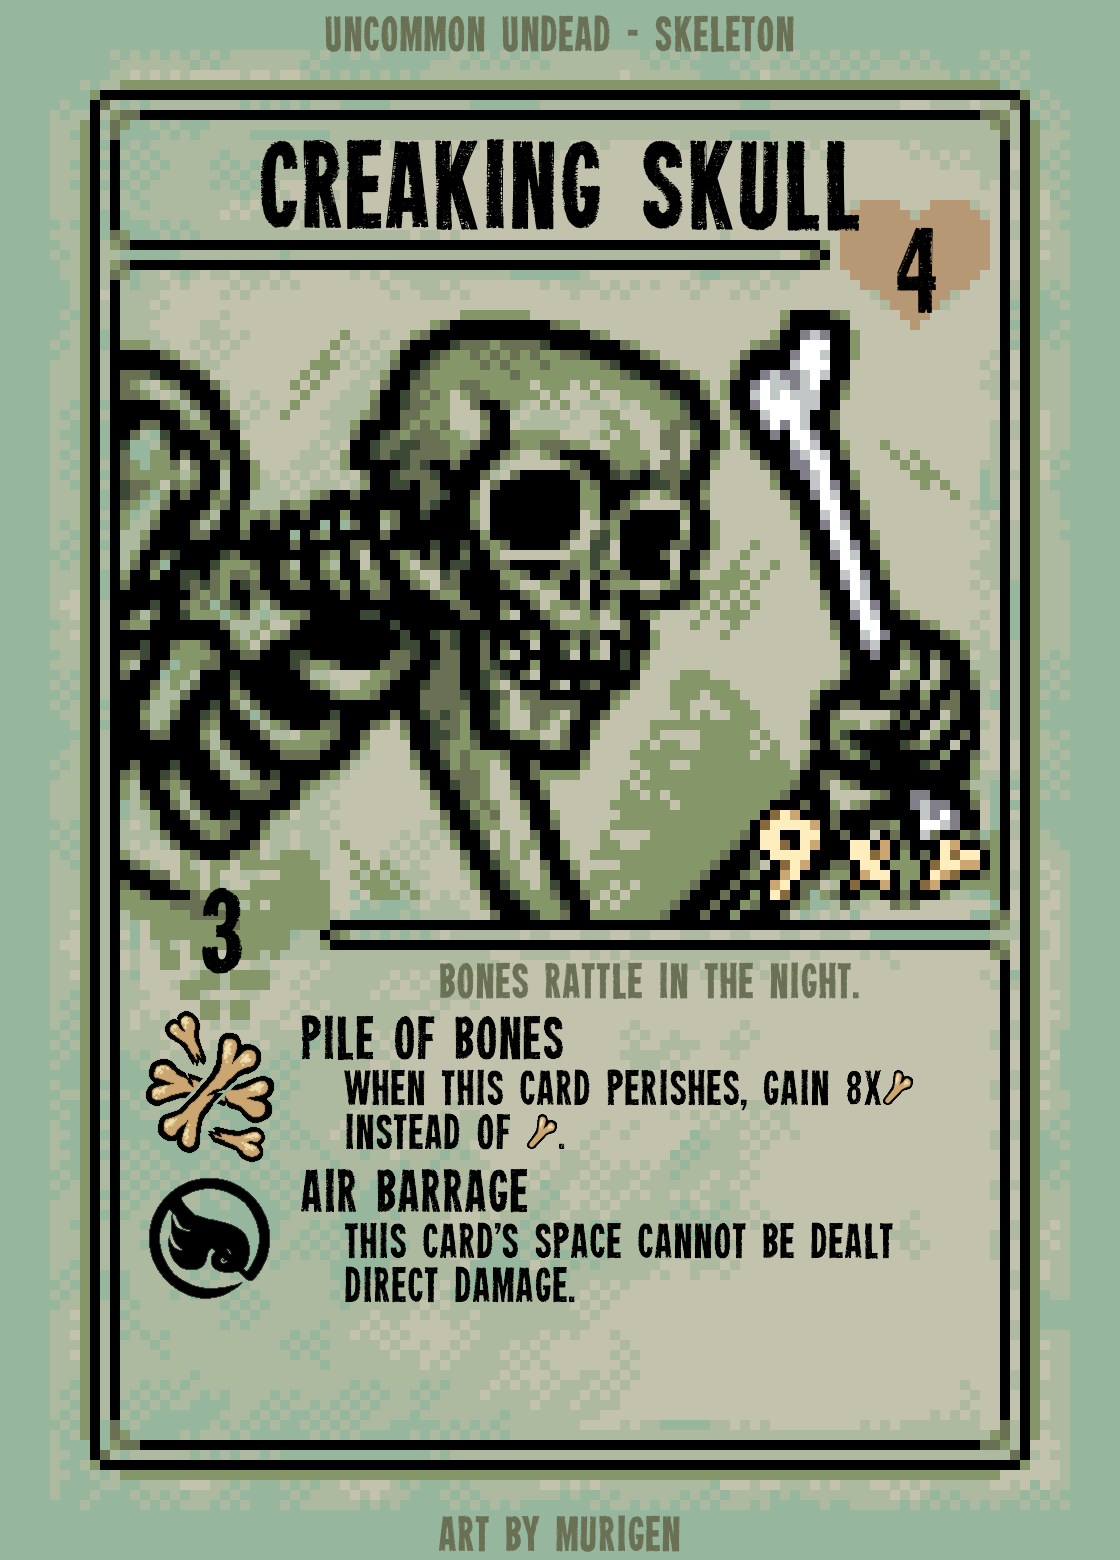 UNCOMMON UNDEAD - SKELETON
CREAKING SKULL
4
9 X
3
BONES RATTLE IN THE NIGHT.
PILE OF BONES
WHEN THIS CARD PERISHES, GAIN 8X
INSTEAD OF .
AIR BARRAGE
THIS CARD'S SPACE CANNOT BE DEALT
DIRECT DAMAGE.
ART BY MURIGEN